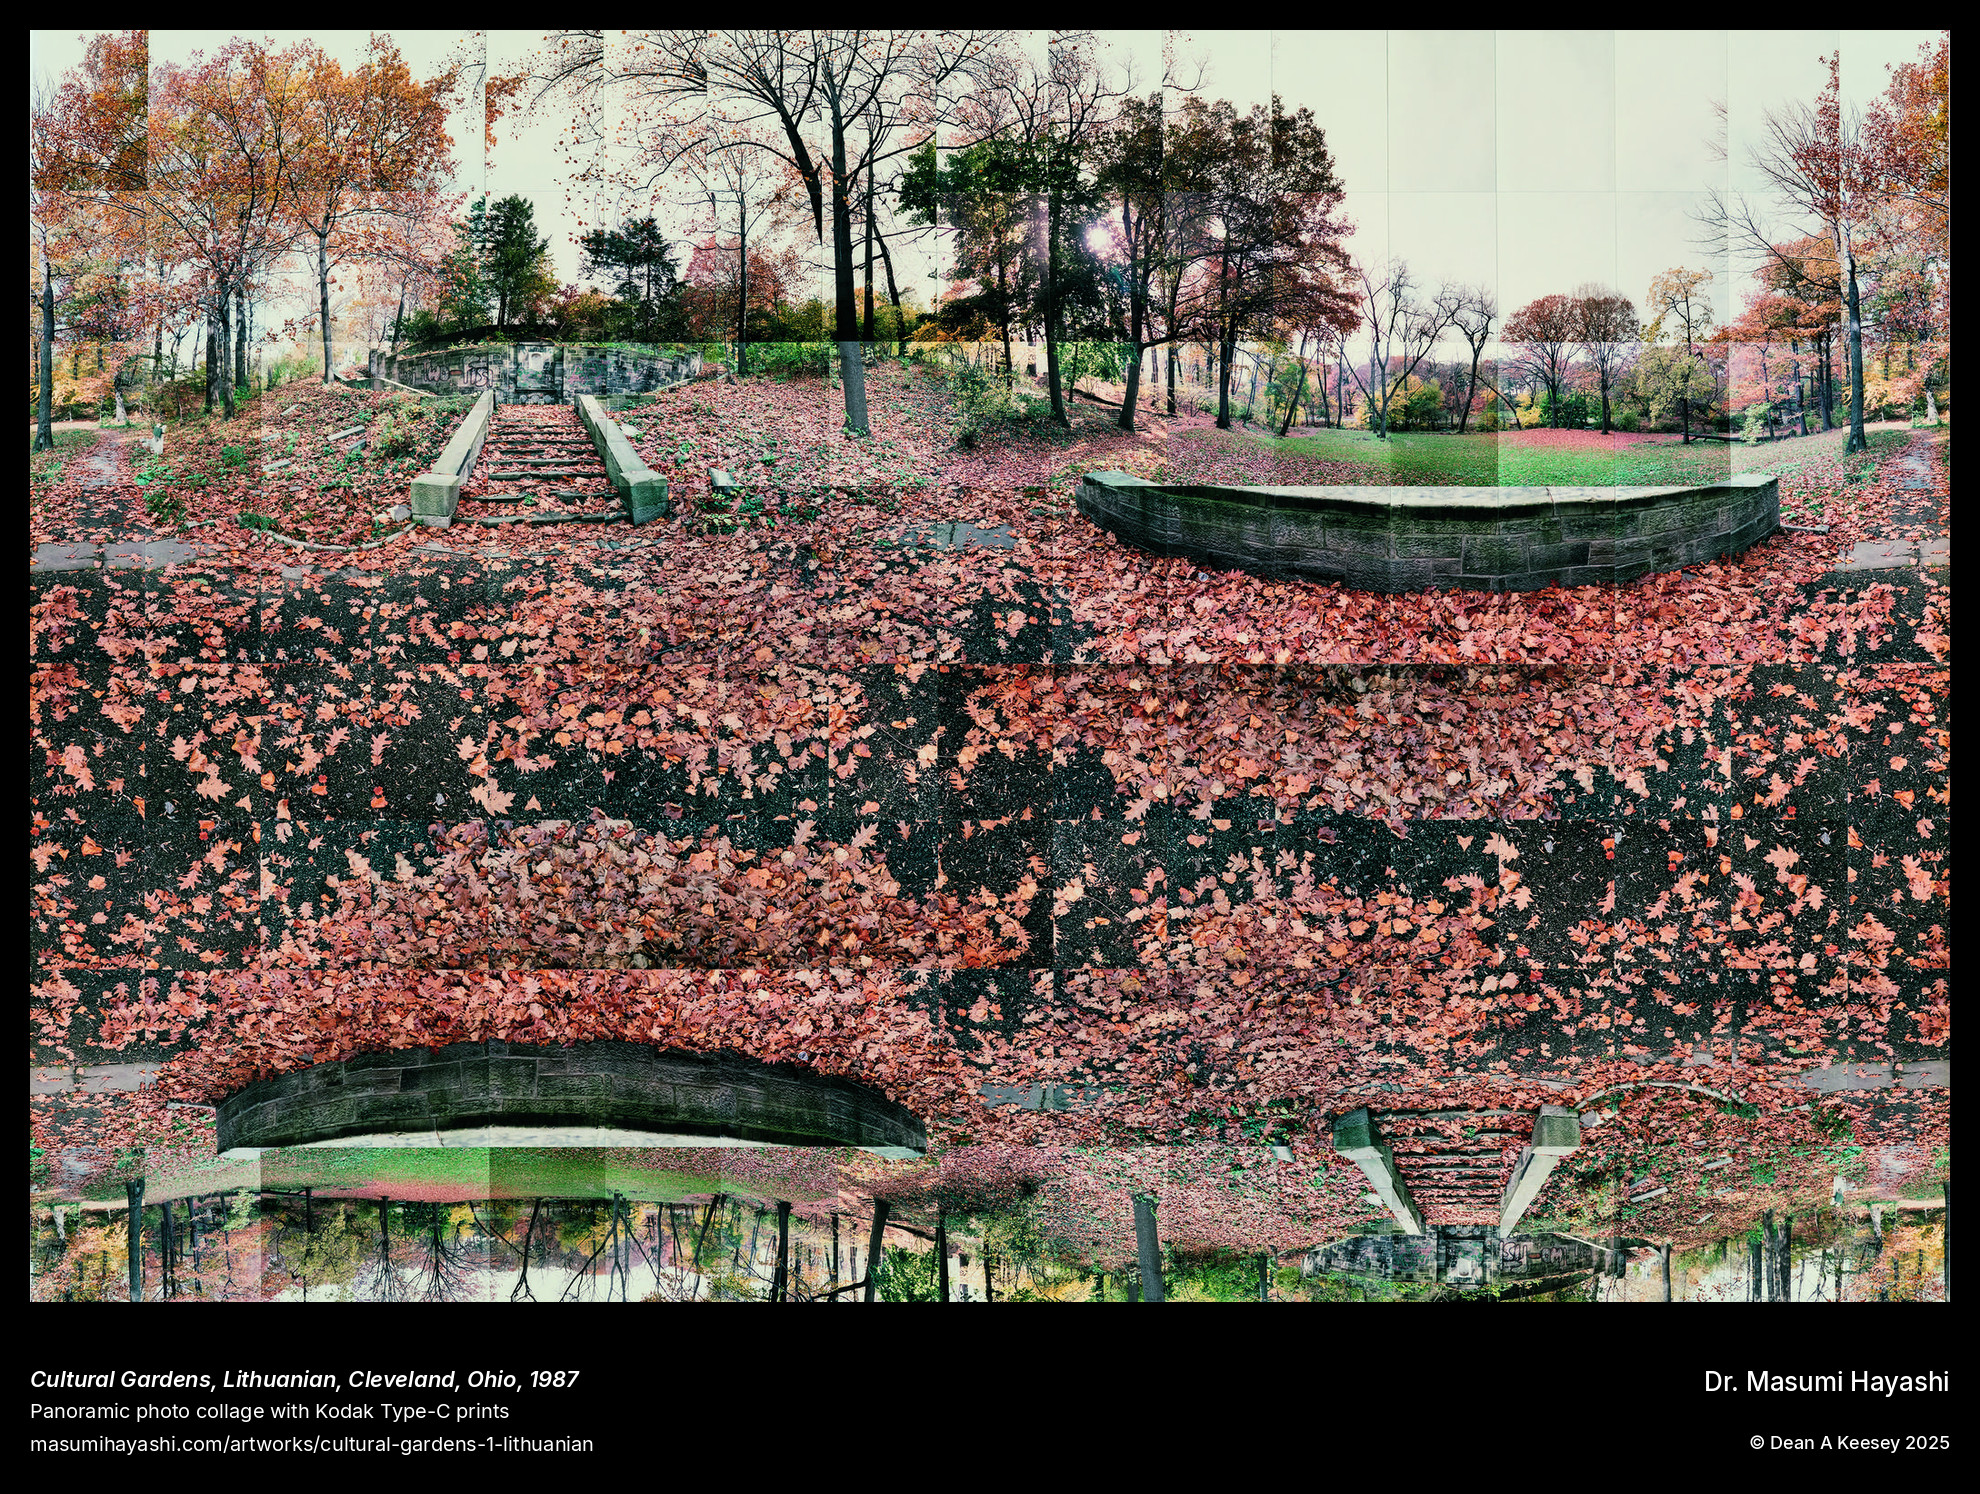 Cultural Gardens, Lithuanian, Cleveland, Ohio, 1987
Panoramic photo collage with Kodak Type-C prints
masumihayashi.com/artworks/cultural-gardens-1-lithuanian
Dr. Masumi Hayashi
© Dean A Keesey 2025